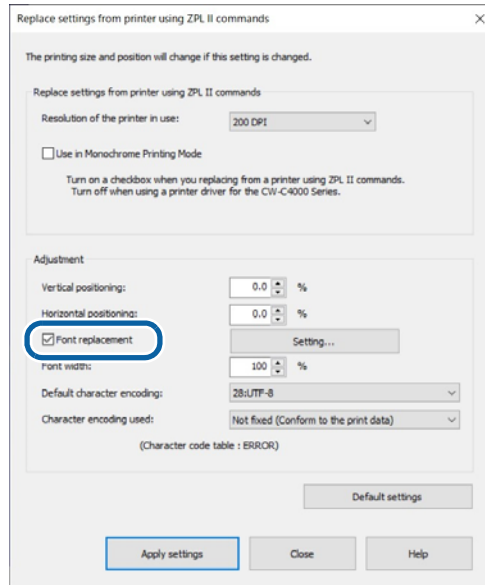 Replace settings from printer using ZPL II commands
The printing size and position will change if this setting is changed.
Replace settings from printer using ZPL II commands
Resolution of the printer in use: 200 DPI
Use in Monochrome Printing Mode
Turn on a checkbox when you replacing from a printer using ZPL II commands.
Turn off when using a printer driver for the CW-C4000 Series.
Adjustment
Vertical positioning: 0.0 %
Horizontal positioning: 0.0 %
Font replacement Setting...
Font width: 100 %
Default character encoding: 28:UTF-8
Character encoding used: Not fixed (Conform to the print data)
(Character code table : ERROR)
Default settings
Apply settings Close Help